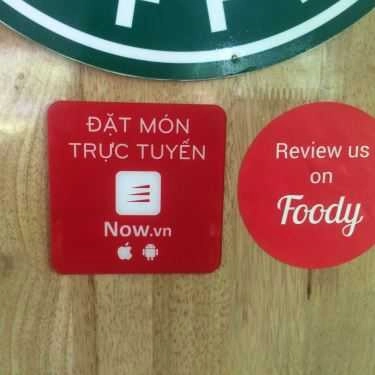 ĐẶT MÓN
TRỰC TUYẾN
Now.vn
Review us
on
Foody